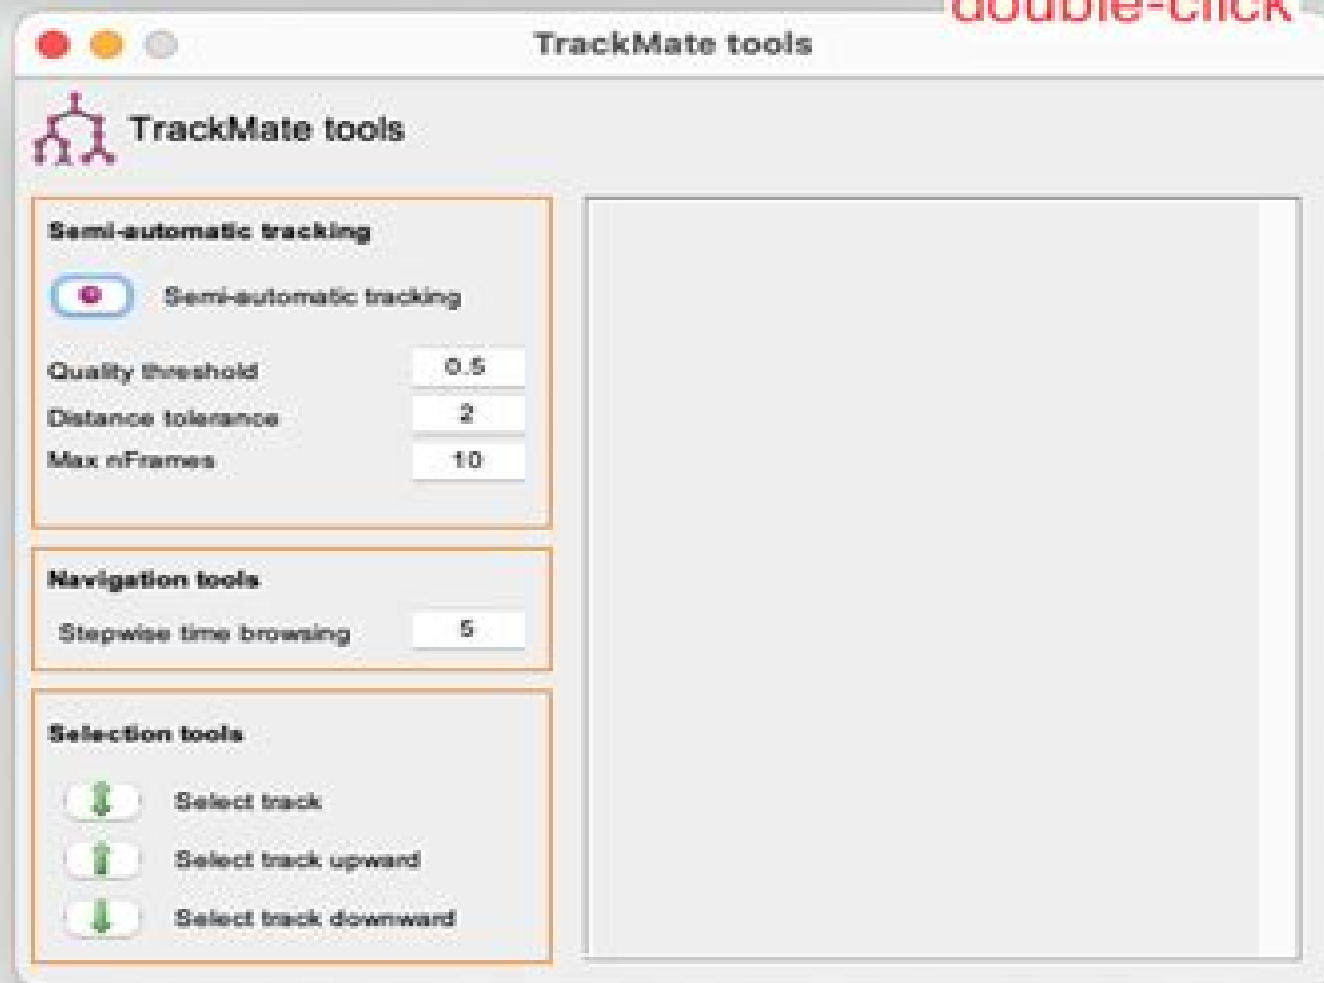 double-click
TrackMate tools
TrackMate tools
Semi-automatic tracking
Semi-automatic tracking
Quality threshold 0.5
Distance tolerance 2
Max nFrames 10
Navigation tools
Stepwise time browsing 5
Selection tools
Select track
Select track upward
Select track downward